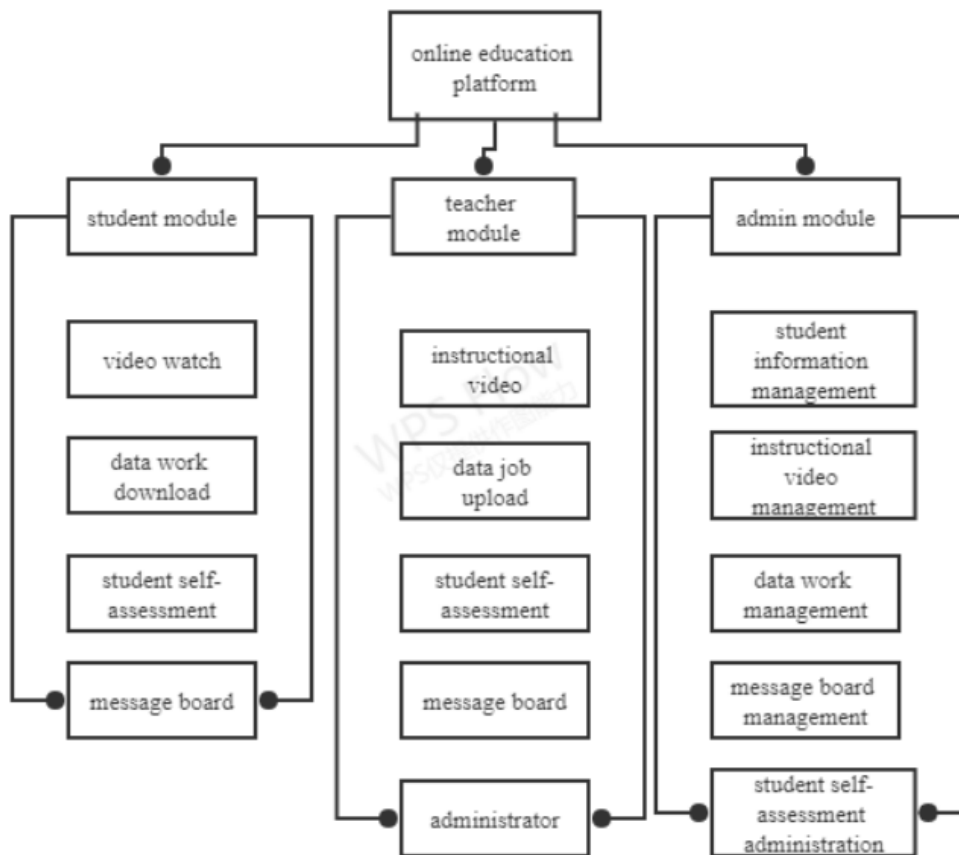 online education
platform
student module
teacher
module
admin module
video watch
instructional
video
student
information
management
data work
download
data job
upload
instructional
video
management
student self-
assessment
student self-
assessment
data work
management
message board
message board
message board
management
administrator
student self-
assessment
administration
WPS Flow